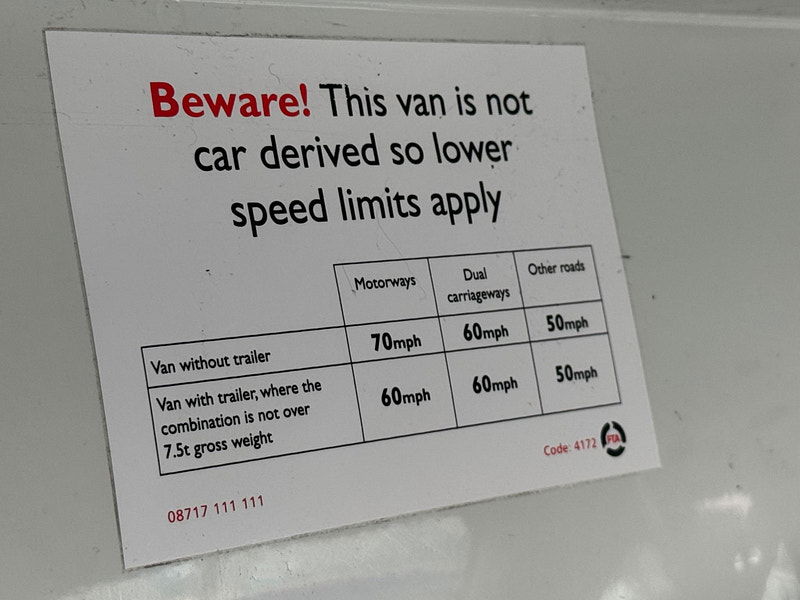 Beware! This van is not
car derived so lower
speed limits apply
Motorways Dual carriageways Other roads
Van without trailer 70mph 60mph 50mph
Van with trailer, where the
combination is not over
7.5t gross weight 60mph 60mph 50mph
08717 111 111
Code: 4172 FTA